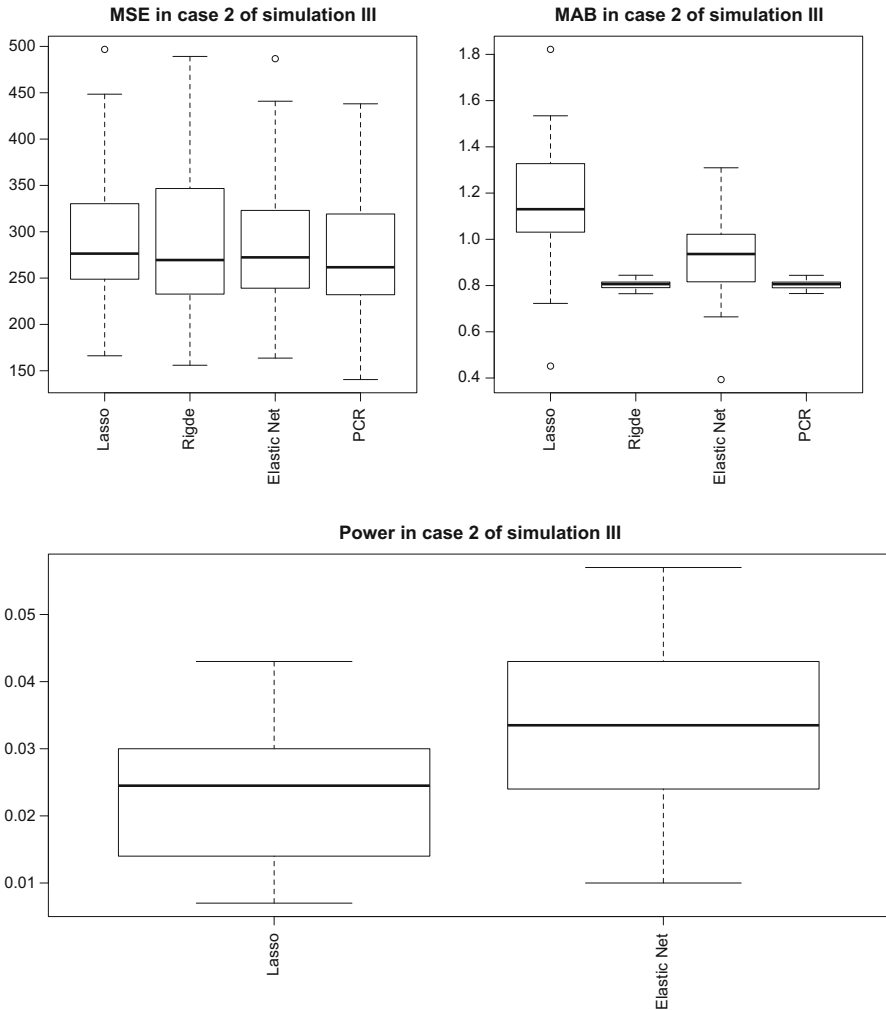 MSE in case 2 of simulation III
500
450
400
350
300
250
200
150
Lasso
Rigde
Elastic Net
PCR
MAB in case 2 of simulation III
1.8
1.6
1.4
1.2
1.0
0.8
0.6
0.4
Lasso
Rigde
Elastic Net
PCR
Power in case 2 of simulation III
0.05
0.04
0.03
0.02
0.01
Lasso
Elastic Net